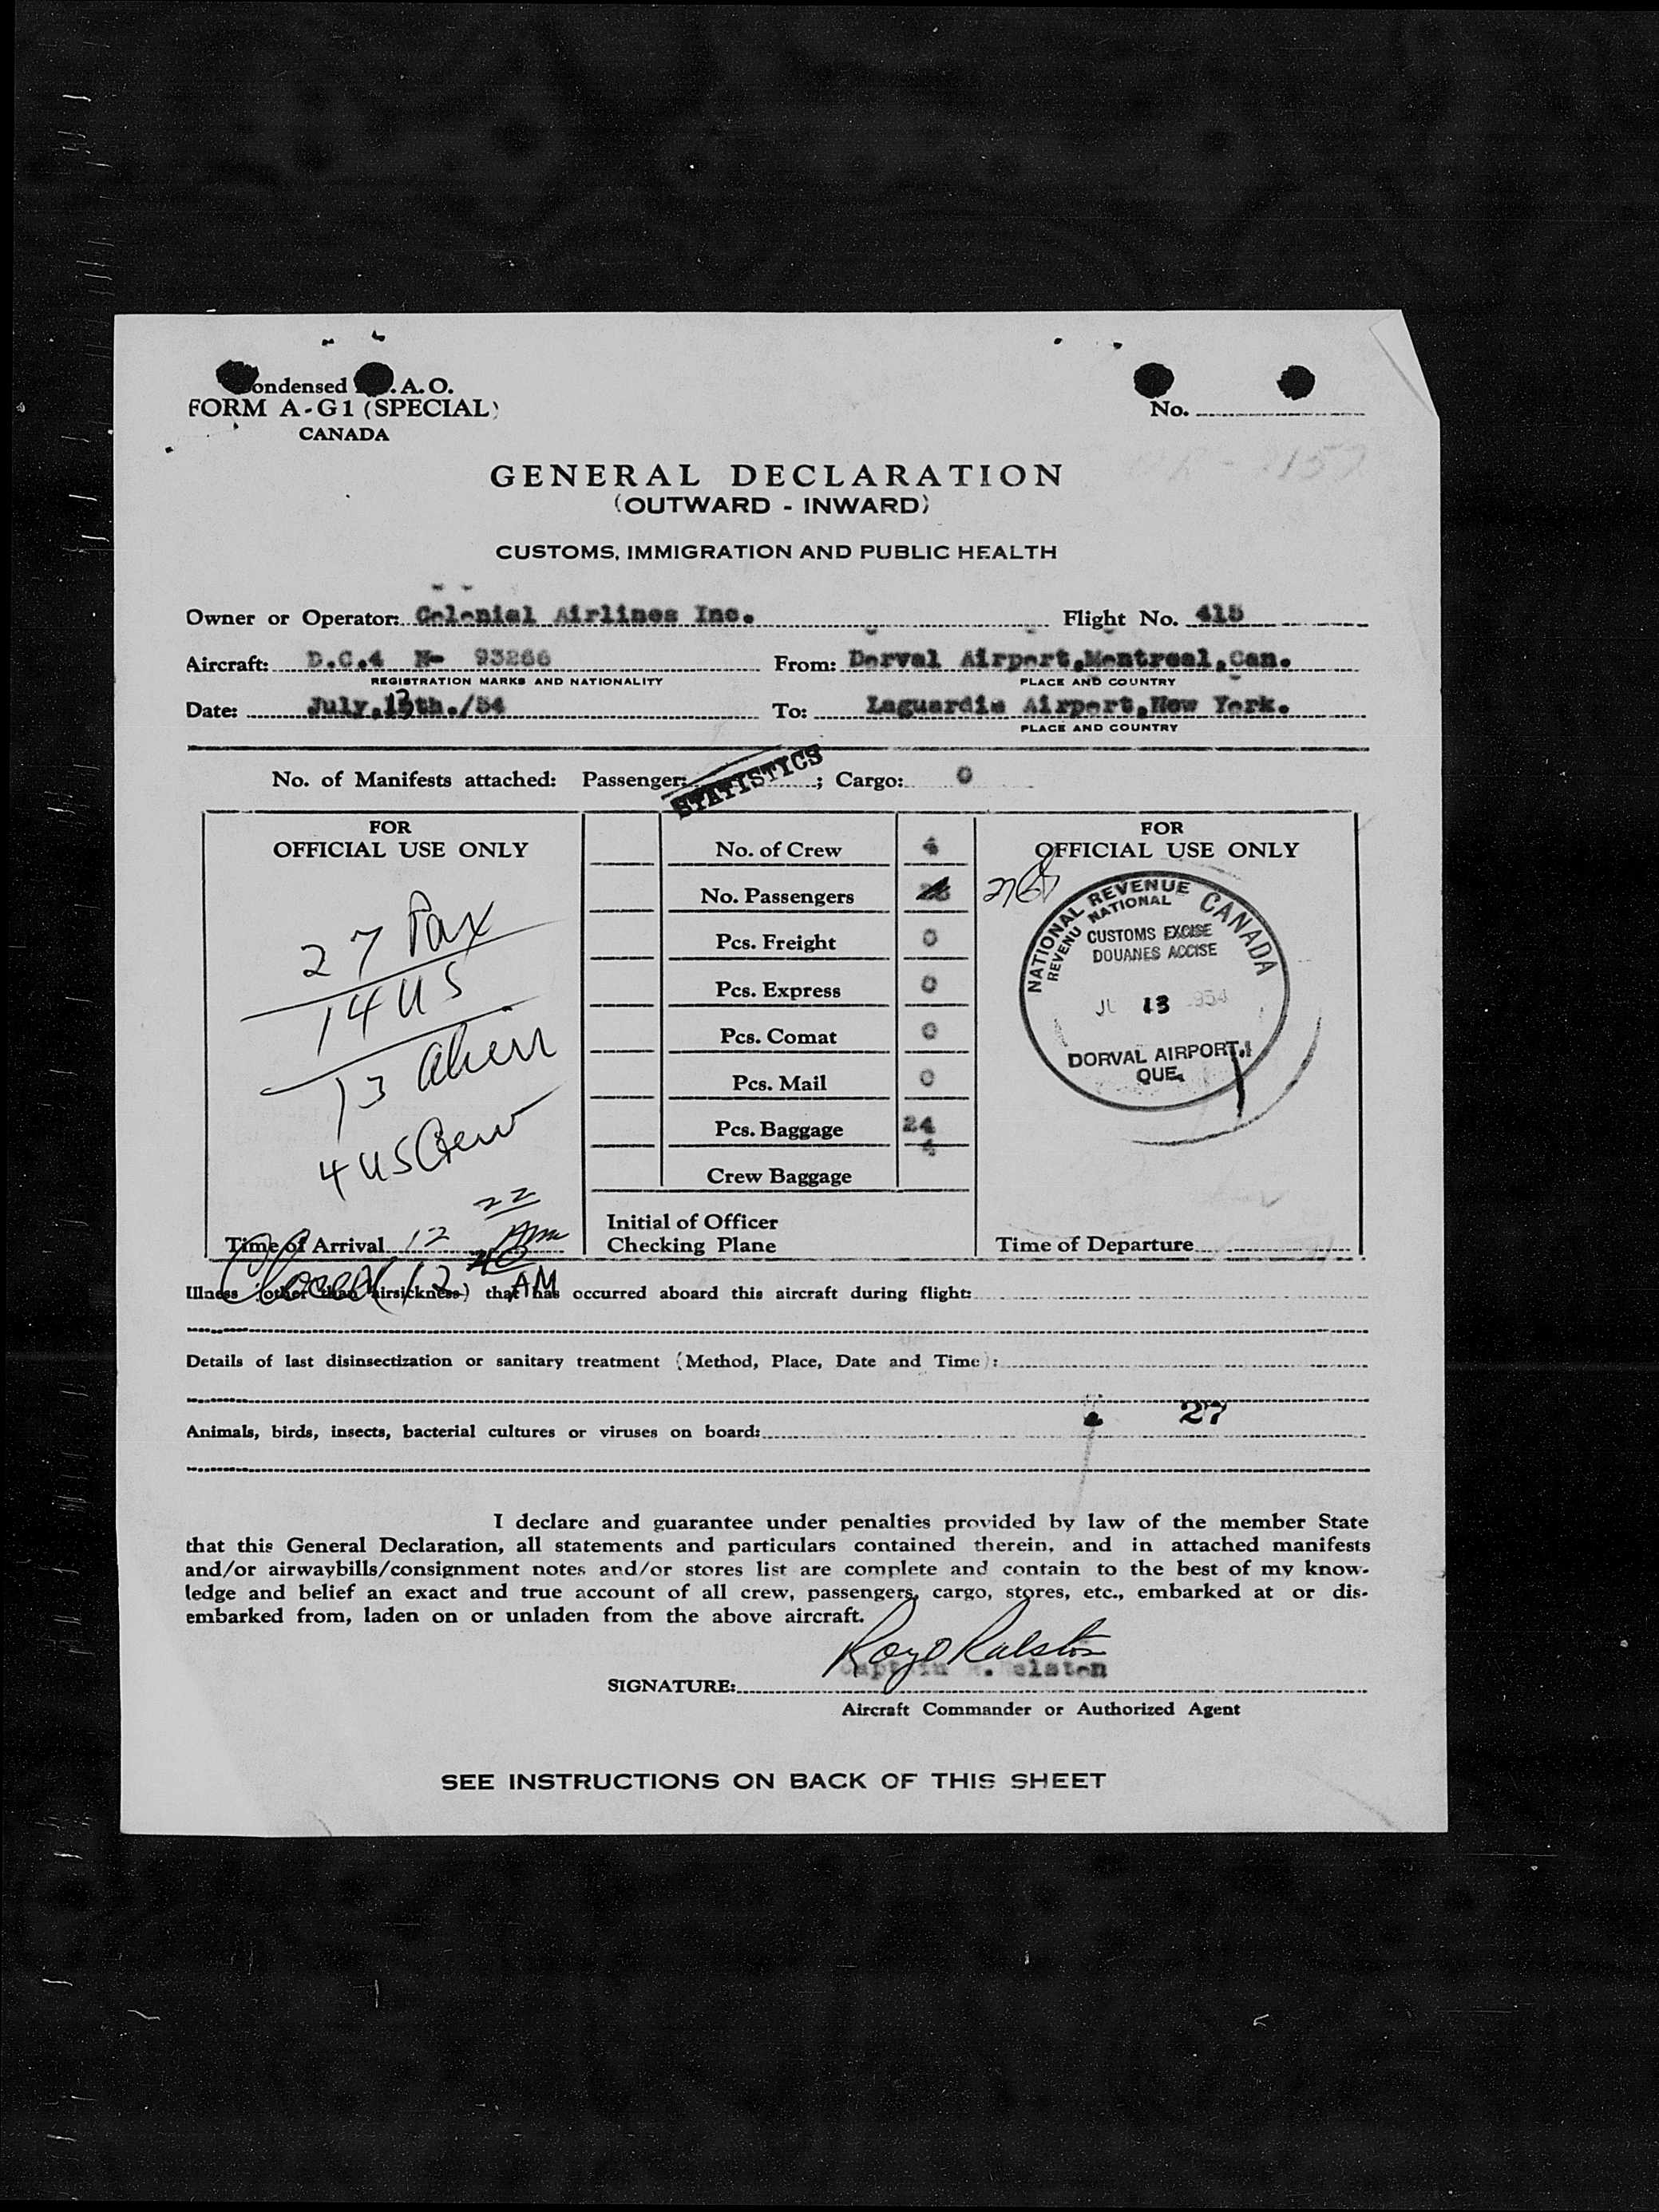 ondensed . A. O.
FORM A-G1 (SPECIAL)
CANADA
No.
GENERAL DECLARATION
(OUTWARD - INWARD)
CUSTOMS, IMMIGRATION AND PUBLIC HEALTH
Owner or Operator: Colonial Airlines Inc. Flight No. 415
Aircraft: D.C.4 N- 93266 From: Dorval Airport,Montreal,Can.
REGISTRATION MARKS AND NATIONALITY PLACE AND COUNTRY
Date: July,13th./54 To: Laguardia Airport,New York.
PLACE AND COUNTRY
No. of Manifests attached: Passenger: STATISTICS ; Cargo: 0
FOR
OFFICIAL USE ONLY
27 Pax
14 US
13 alien
4 US Crew
22
Time of Arrival 12 AM
Closed 12 40 AM
No. of Crew 4
No. Passengers
Pcs. Freight 0
Pcs. Express 0
Pcs. Comat 0
Pcs. Mail 0
Pcs. Baggage 24
Crew Baggage 4
Initial of Officer
Checking Plane
FOR
OFFICIAL USE ONLY
27
NATIONAL REVENUE CANADA
REVENU NATIONAL
CUSTOMS EXCISE
DOUANES ACCISE
JL 13 1954
DORVAL AIRPORT,
QUE.
Time of Departure
Illness (other than airsickness) that has occurred aboard this aircraft during flight:
Details of last disinsectization or sanitary treatment (Method, Place, Date and Time):
27
Animals, birds, insects, bacterial cultures or viruses on board:
I declare and guarantee under penalties provided by law of the member State
that this General Declaration, all statements and particulars contained therein, and in attached manifests
and/or airwaybills/consignment notes and/or stores list are complete and contain to the best of my know-
ledge and belief an exact and true account of all crew, passengers, cargo, stores, etc., embarked at or dis-
embarked from, laden on or unladen from the above aircraft.
Roy Ralston
Captain R. Ralston
SIGNATURE:
Aircraft Commander or Authorized Agent
SEE INSTRUCTIONS ON BACK OF THIS SHEET